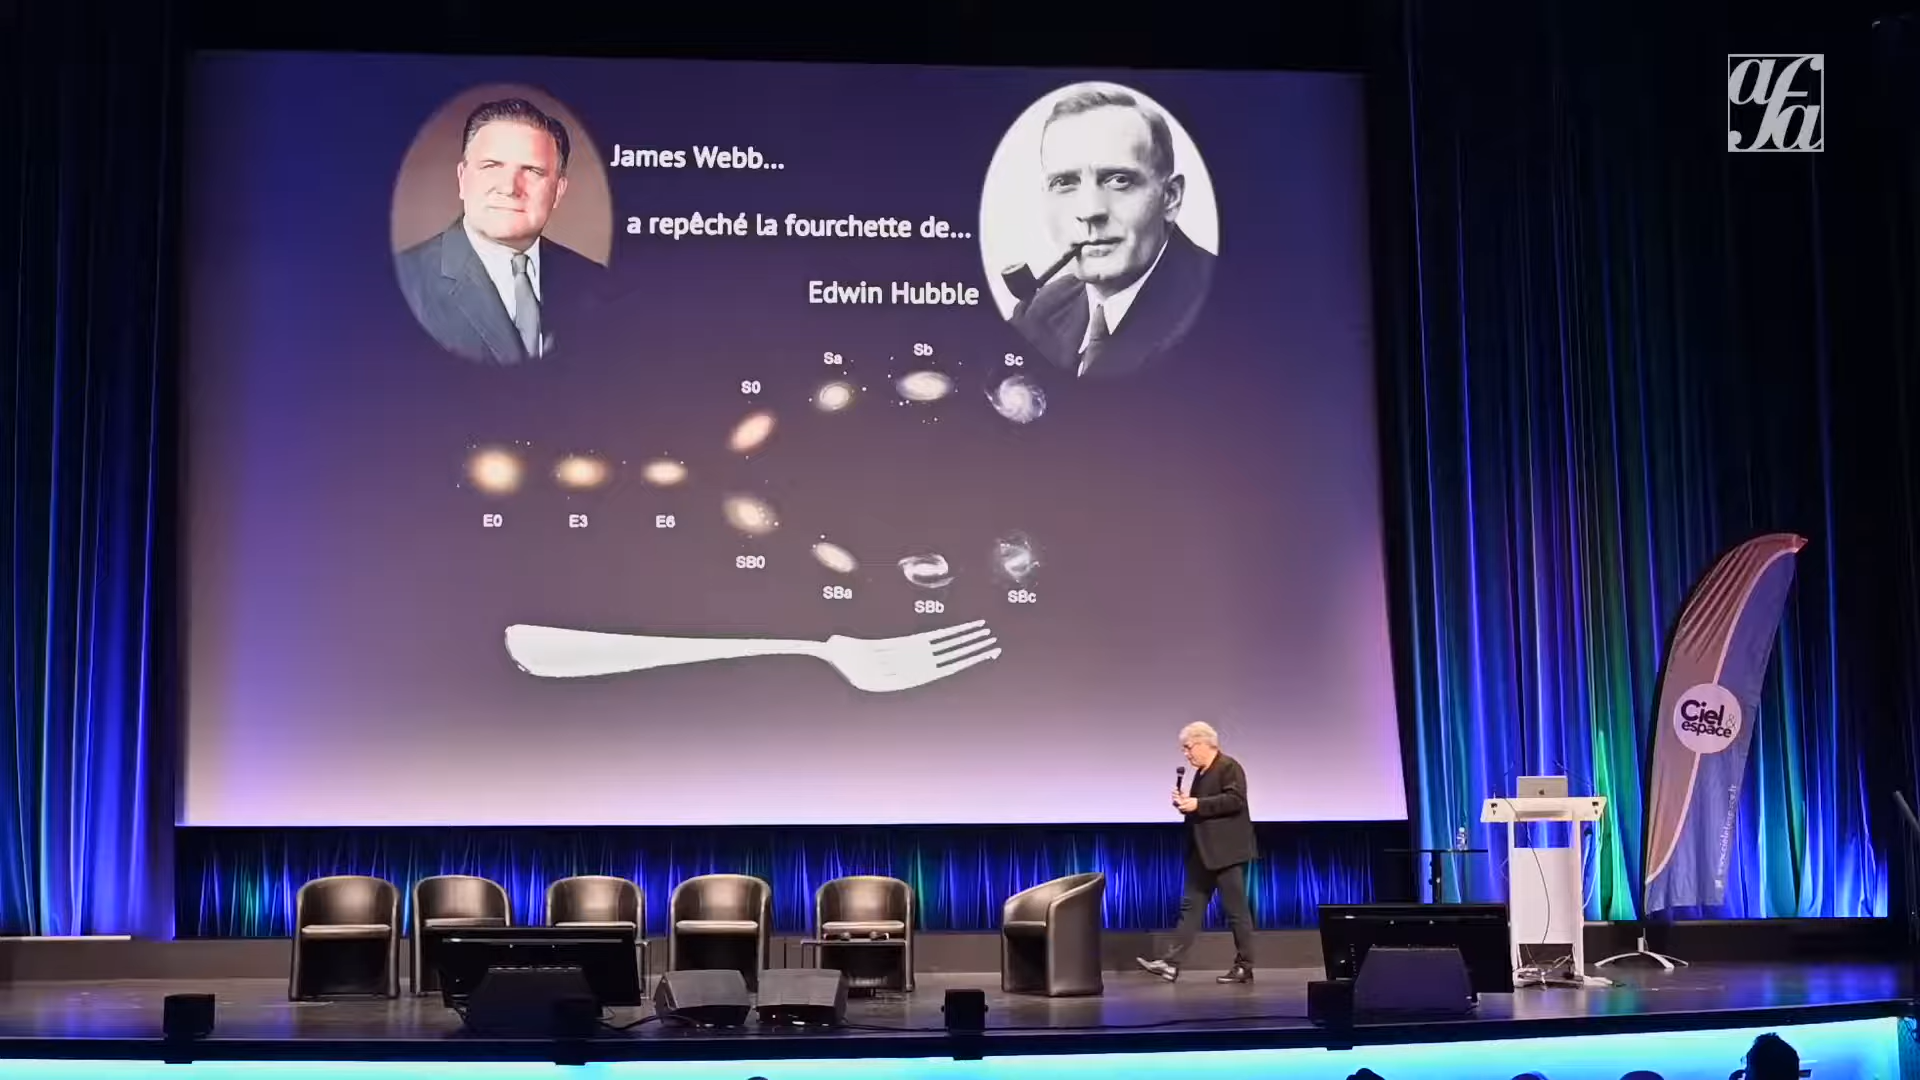 afa
James Webb...
a repêché la fourchette de...
Edwin Hubble
Sa
Sb
Sc
S0
E0
E3
E6
SB0
SBa
SBb
SBc
Ciel &
espace